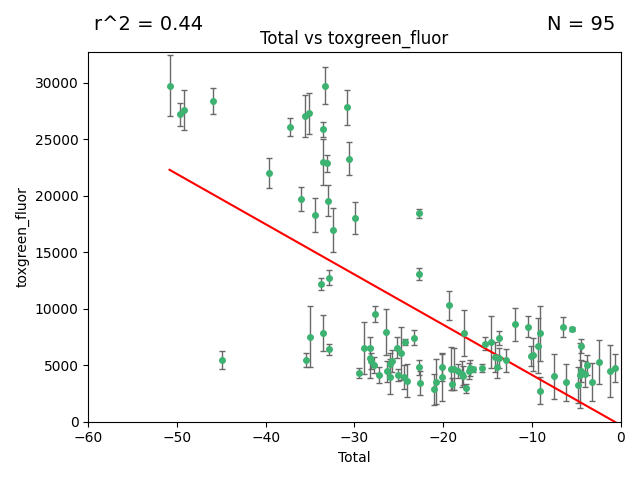 r^2 = 0.44
N = 95
Total vs toxgreen_fluor
toxgreen_fluor
30000
25000
20000
15000
10000
5000
0
−60
−50
−40
−30
−20
−10
0
Total